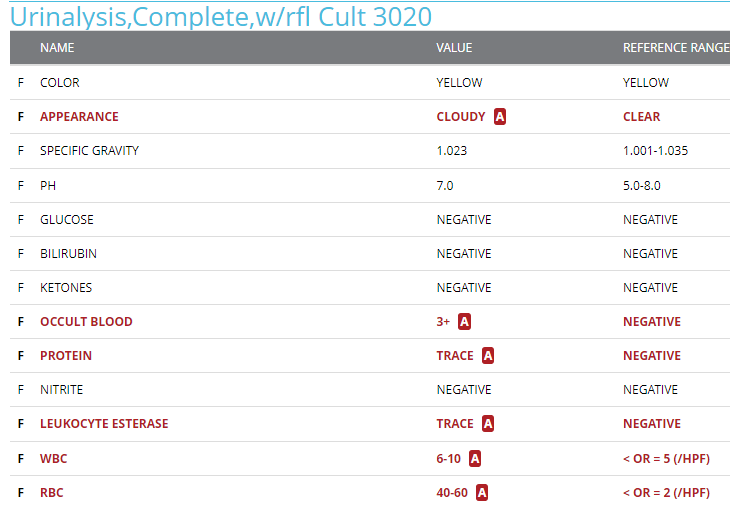 Urinalysis,Complete,w/rfl Cult 3020
NAME VALUE REFERENCE RANGE
F COLOR YELLOW YELLOW
F APPEARANCE CLOUDY A CLEAR
F SPECIFIC GRAVITY 1.023 1.001-1.035
F PH 7.0 5.0-8.0
F GLUCOSE NEGATIVE NEGATIVE
F BILIRUBIN NEGATIVE NEGATIVE
F KETONES NEGATIVE NEGATIVE
F OCCULT BLOOD 3+ A NEGATIVE
F PROTEIN TRACE A NEGATIVE
F NITRITE NEGATIVE NEGATIVE
F LEUKOCYTE ESTERASE TRACE A NEGATIVE
F WBC 6-10 A < OR = 5 (/HPF)
F RBC 40-60 A < OR = 2 (/HPF)